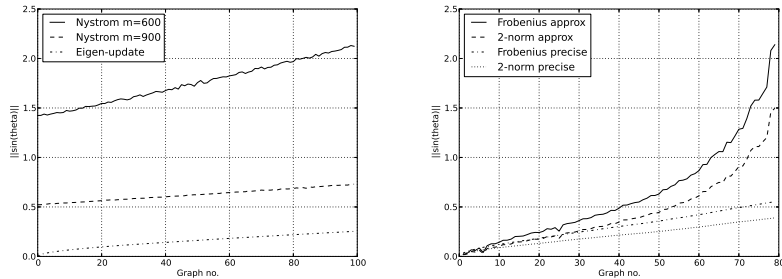 2.5
2.0
1.5
1.0
0.5
0.0
||sin(theta)||
Nystrom m=600
Nystrom m=900
Eigen-update
0 20 40 60 80 100
Graph no.
2.5
2.0
1.5
1.0
0.5
0.0
||sin(theta)||
Frobenius approx
2-norm approx
Frobenius precise
2-norm precise
0 10 20 30 40 50 60 70 80
Graph no.